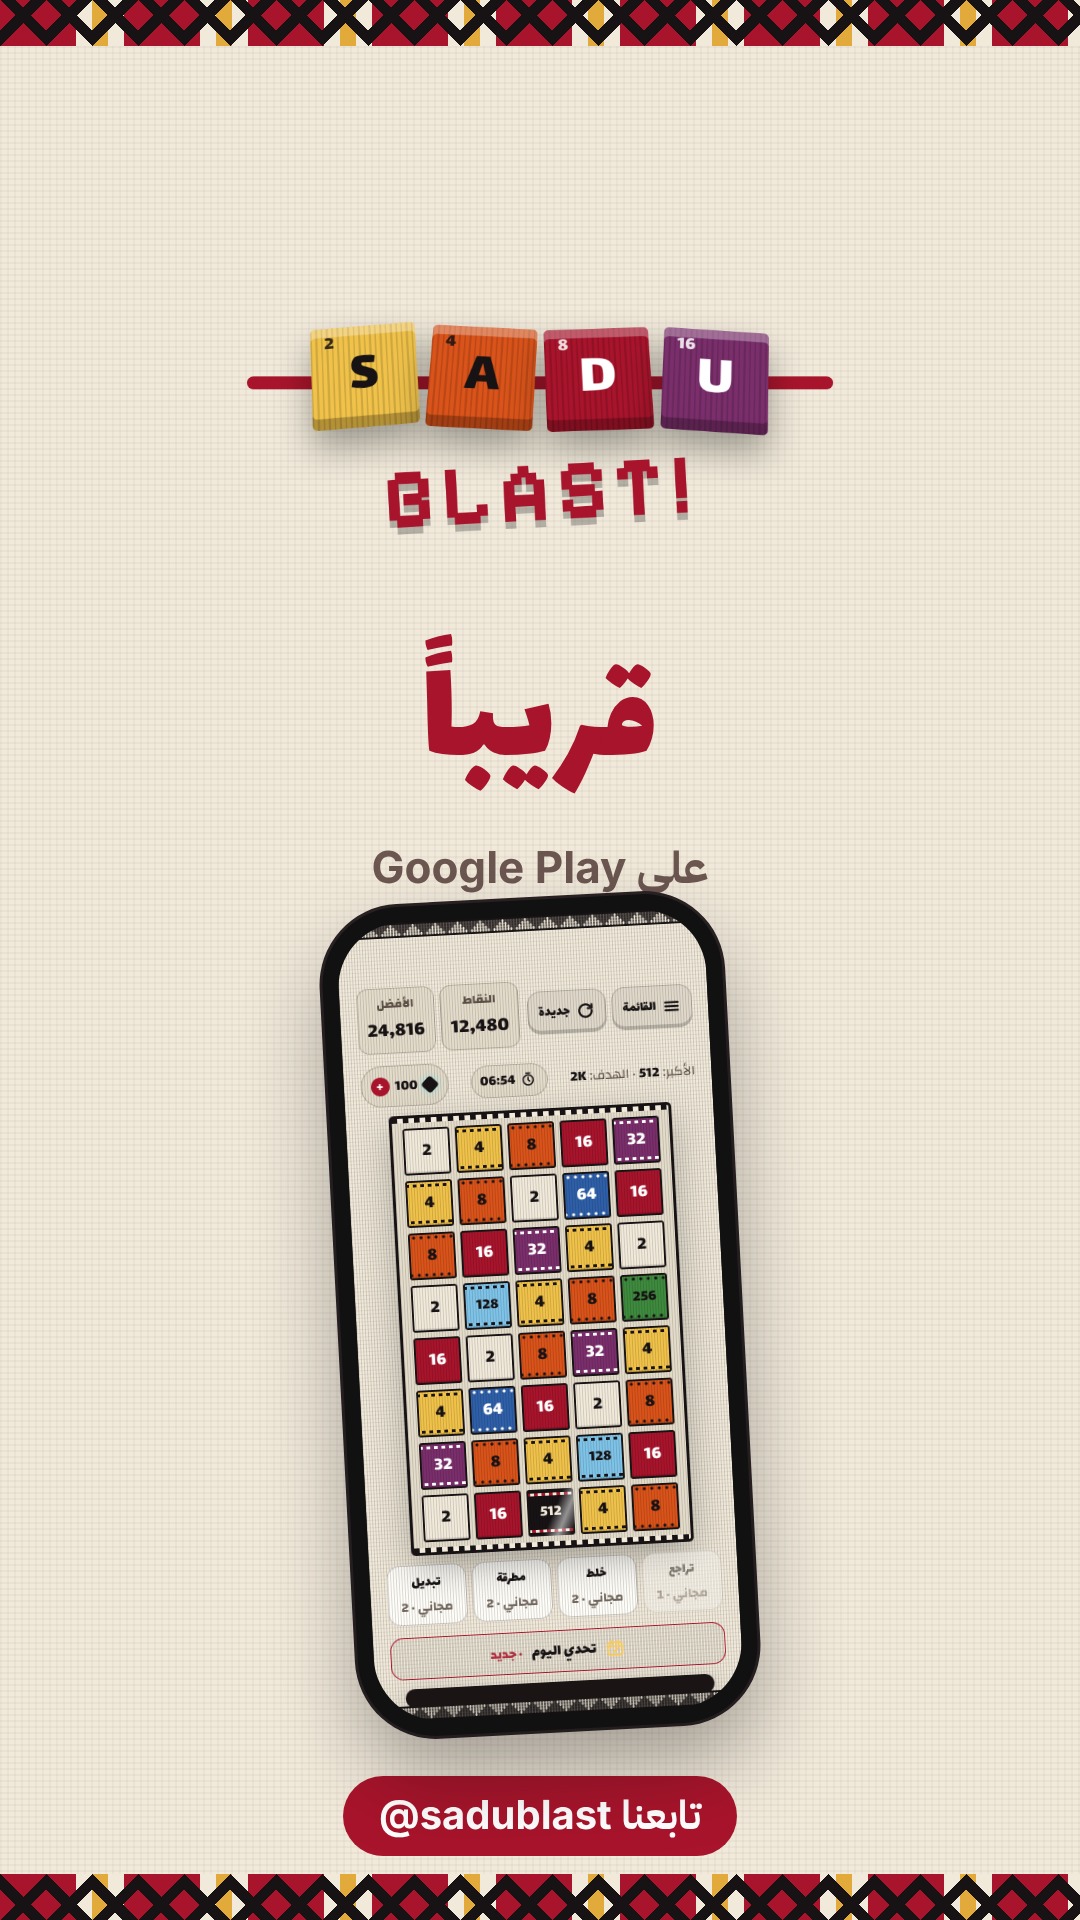 2 4 8 16
S A D U
BLAST!
قريباً
على Google Play
القائمة جديدة النقاط الأفضل
12,480 24,816
الأكبر: 512 · الهدف: 2K 06:54 100 +
2 4 8 16 32
4 8 2 64 16
8 16 32 4 2
2 128 4 8 256
16 2 8 32 4
4 64 16 2 8
32 8 4 128 16
2 16 512 4 8
تراجع خلط مطرقة تبديل
مجاني·1 مجاني·2 مجاني·2 مجاني·2
تحدي اليوم ·جديد
تابعنا @sadublast